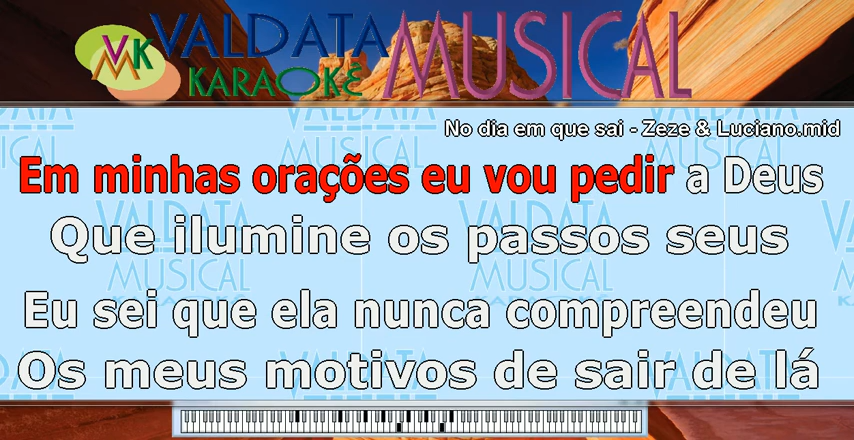 VMK VALDATA MUSICAL
KARAOKÊ
No dia em que sai - Zeze & Luciano.mid
Em minhas orações eu vou pedir a Deus
Que ilumine os passos seus
Eu sei que ela nunca compreendeu
Os meus motivos de sair de lá